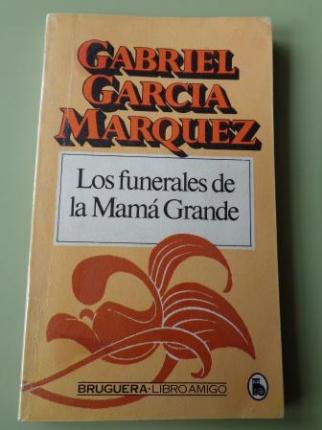 GABRIEL
GARCIA
MARQUEZ
Los funerales de
la Mamá Grande
BRUGUERA·LIBRO AMIGO